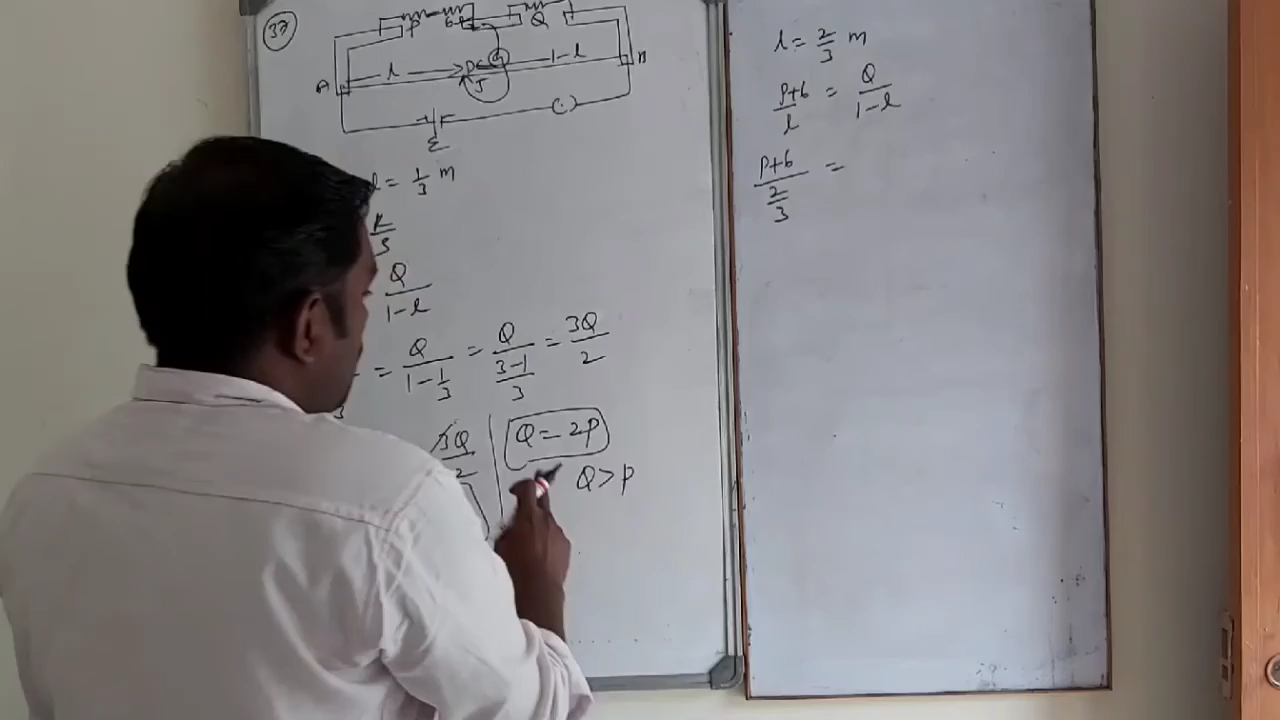 37
P 6Ω Q
A l D G 1-l B
J
E
l = 1/3 m
Q/(1-l)
= Q/(1-1/3) = Q/((3-1)/3) = 3Q/2
3Q/2 | Q = 2P
Q > P
l = 2/3 m
(P+6)/l = Q/(1-l)
(P+6)/(2/3) =